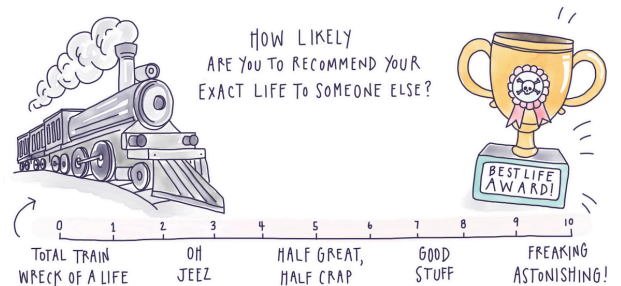 HOW LIKELY
ARE YOU TO RECOMMEND YOUR
EXACT LIFE TO SOMEONE ELSE?
BEST LIFE
AWARD!
0 1 2 3 4 5 6 7 8 9 10
TOTAL TRAIN
WRECK OF A LIFE
OH
JEEZ
HALF GREAT,
HALF CRAP
GOOD
STUFF
FREAKING
ASTONISHING!